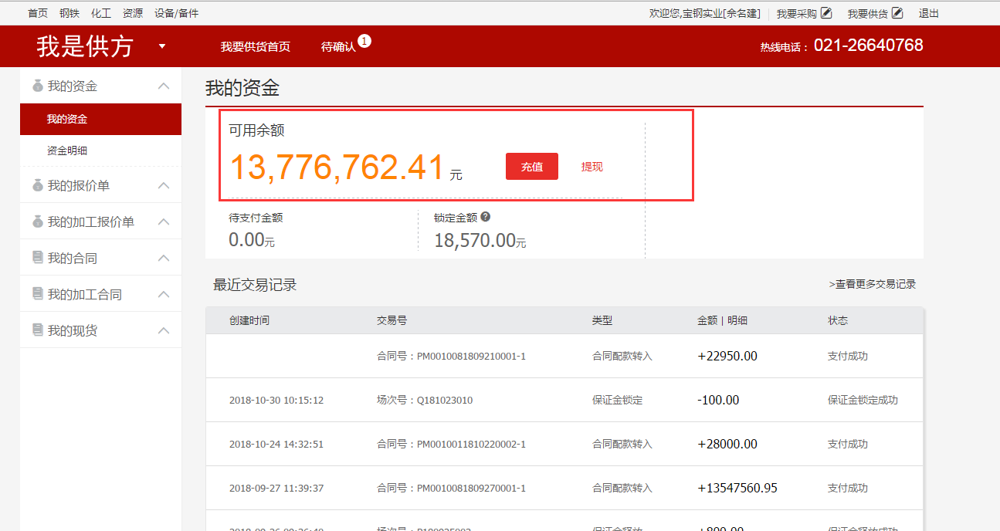 首页 钢铁 化工 资源 设备/备件 欢迎您,宝钢实业[余名建] 我要采购 我要供货 退出
我是供方 我要供货首页 待确认 1 热线电话： 021-26640768
我的资金
我的资金
资金明细
我的报价单
我的加工报价单
我的合同
我的加工合同
我的现货
我的资金
可用余额
13,776,762.41 元 充值 提现
待支付金额 锁定金额 ?
0.00元 18,570.00元
最近交易记录 >查看更多交易记录
创建时间 交易号 类型 金额 | 明细 状态
合同号：PM0010081809210001-1 合同配款转入 +22950.00 支付成功
2018-10-30 10:15:12 场次号：Q181023010 保证金锁定 -100.00 保证金锁定成功
2018-10-24 14:32:51 合同号：PM0010011810220002-1 合同配款转入 +28000.00 支付成功
2018-09-27 11:39:37 合同号：PM0010081809270001-1 合同配款转入 +13547560.95 支付成功